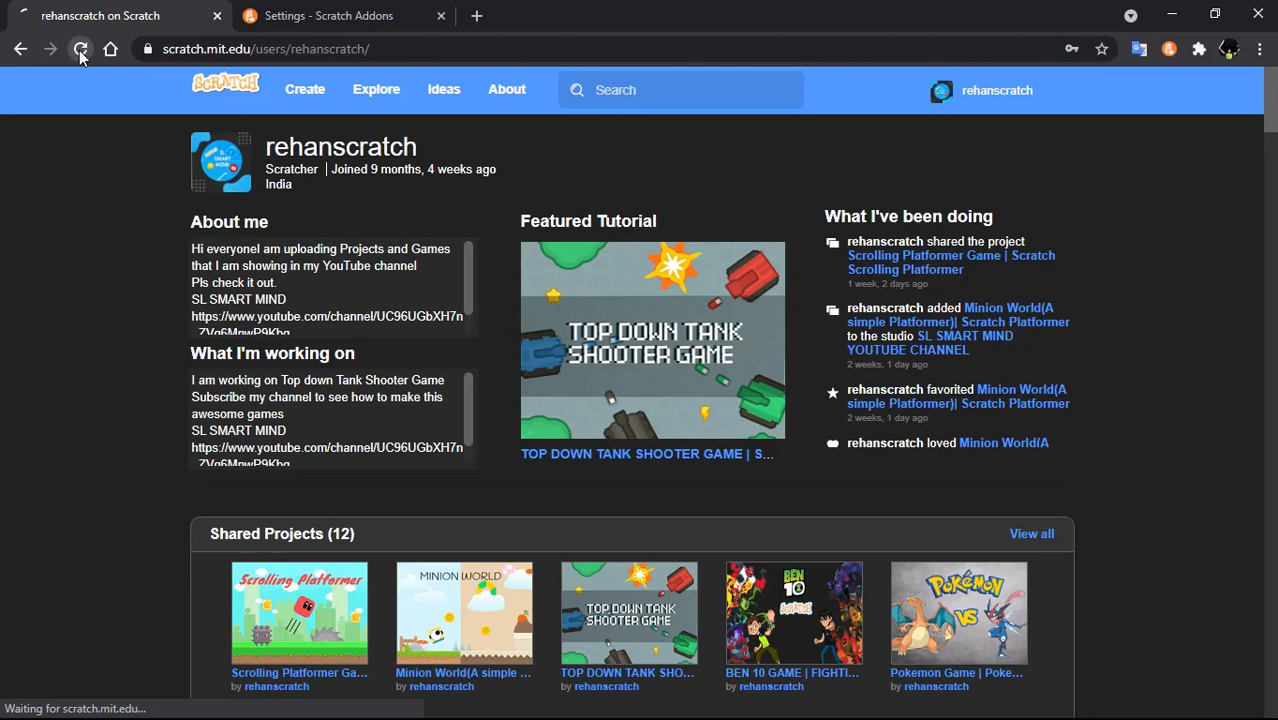 rehanscratch on Scratch
Settings - Scratch Addons
scratch.mit.edu/users/rehanscratch/
SCRATCH
Create
Explore
Ideas
About
Search
rehanscratch
SL
SMART
MIND
rehanscratch
Scratcher | Joined 9 months, 4 weeks ago
India
About me
Hi everyoneI am uploading Projects and Games
that I am showing in my YouTube channel
Pls check it out.
SL SMART MIND
https://www.youtube.com/channel/UC96UGbXH7n
_ZVg6MnwP9Kbg
What I'm working on
I am working on Top down Tank Shooter Game
Subscribe my channel to see how to make this
awesome games
SL SMART MIND
https://www.youtube.com/channel/UC96UGbXH7n
_ZVg6MnwP9Kbg
Featured Tutorial
TOP DOWN TANK
SHOOTER GAME
TOP DOWN TANK SHOOTER GAME | S...
What I've been doing
rehanscratch shared the project
Scrolling Platformer Game | Scratch
Scrolling Platformer
1 week, 2 days ago
rehanscratch added Minion World(A
simple Platformer)| Scratch Platformer
to the studio SL SMART MIND
YOUTUBE CHANNEL
2 weeks, 1 day ago
rehanscratch favorited Minion World(A
simple Platformer)| Scratch Platformer
2 weeks, 1 day ago
rehanscratch loved Minion World(A
Shared Projects (12)
View all
Scrolling Platformer
MINION WORLD
TOP DOWN TANK
SHOOTER GAME
BEN
10
SCRATCH
POKéMON
VS
Scrolling Platformer Ga...
by rehanscratch
Minion World(A simple ...
by rehanscratch
TOP DOWN TANK SHO...
by rehanscratch
BEN 10 GAME | FIGHTI...
by rehanscratch
Pokemon Game | Poke...
by rehanscratch
Waiting for scratch.mit.edu...